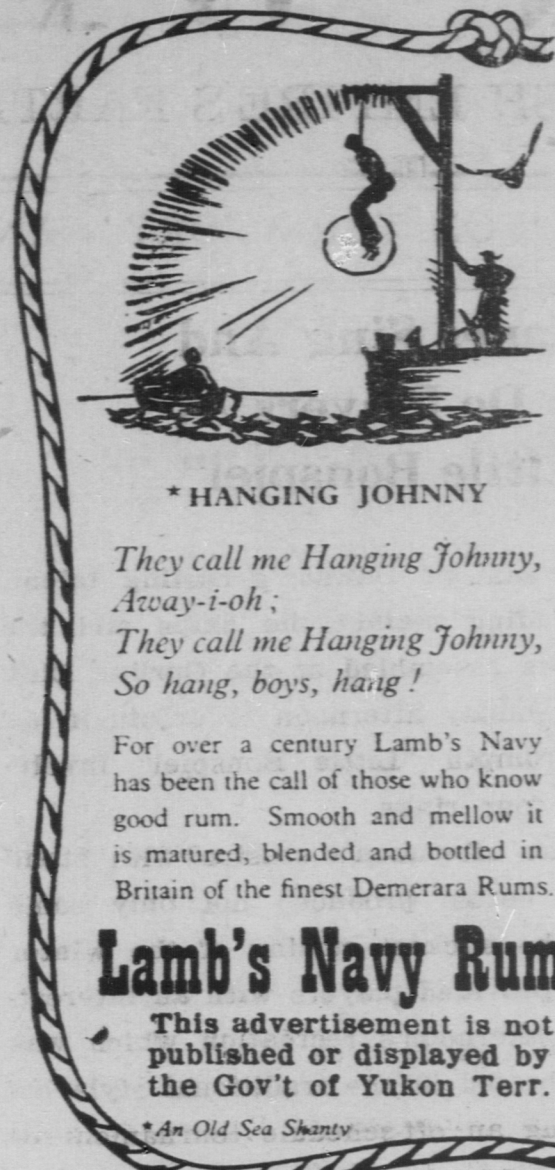 * HANGING JOHNNY
They call me Hanging Johnny,
Away-i-oh ;
They call me Hanging Johnny,
So hang, boys, hang !
For over a century Lamb's Navy
has been the call of those who know
good rum. Smooth and mellow it
is matured, blended and bottled in
Britain of the finest Demerara Rums.
Lamb's Navy Rum
This advertisement is not
published or displayed by
the Gov't of Yukon Terr.
* An Old Sea Shanty